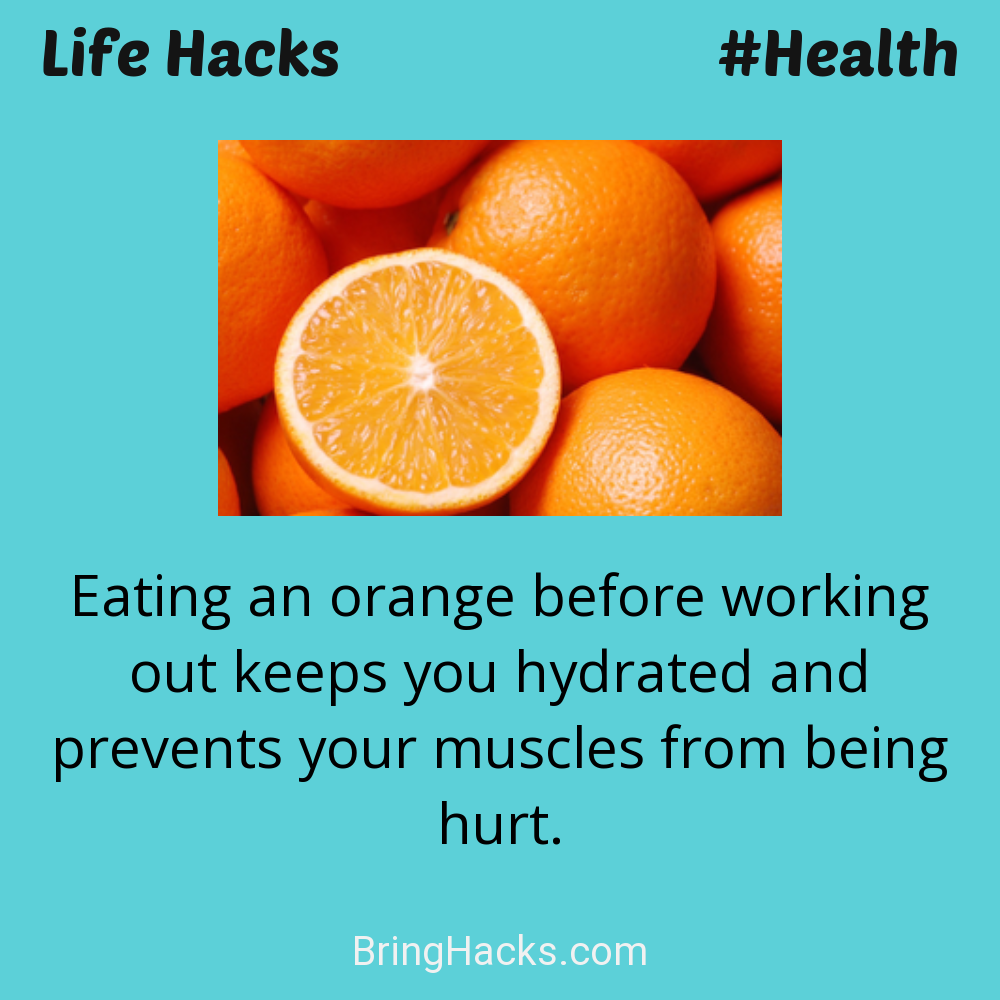 Life Hacks
#Health
Eating an orange before working
out keeps you hydrated and
prevents your muscles from being
hurt.
BringHacks.com